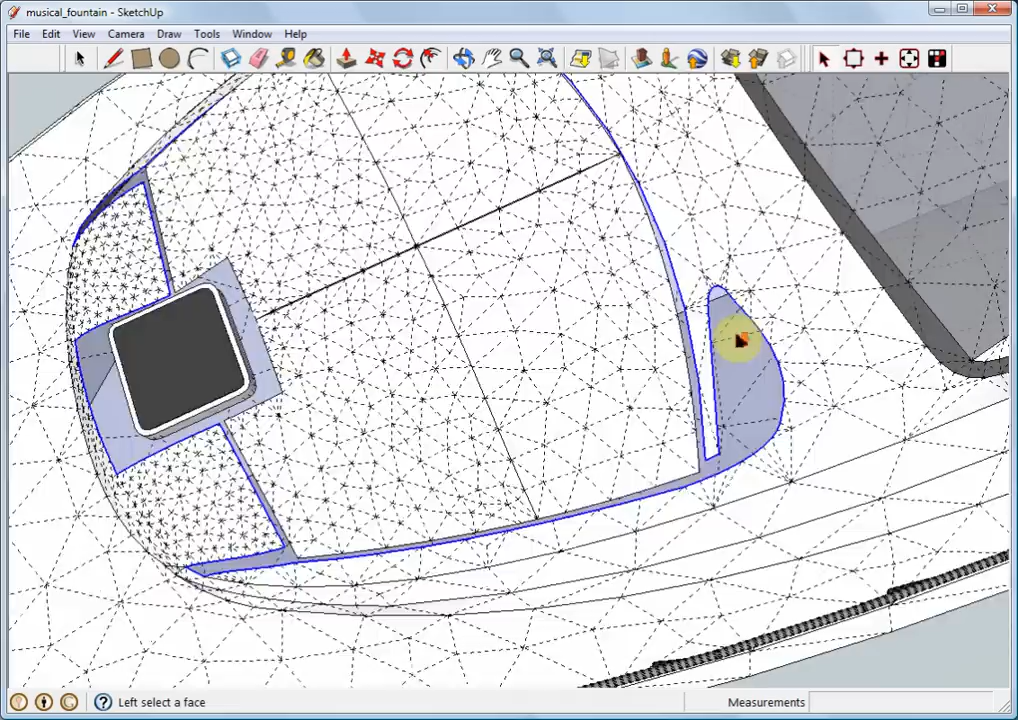 musical_fountain - SketchUp
File Edit View Camera Draw Tools Window Help
Left select a face
Measurements